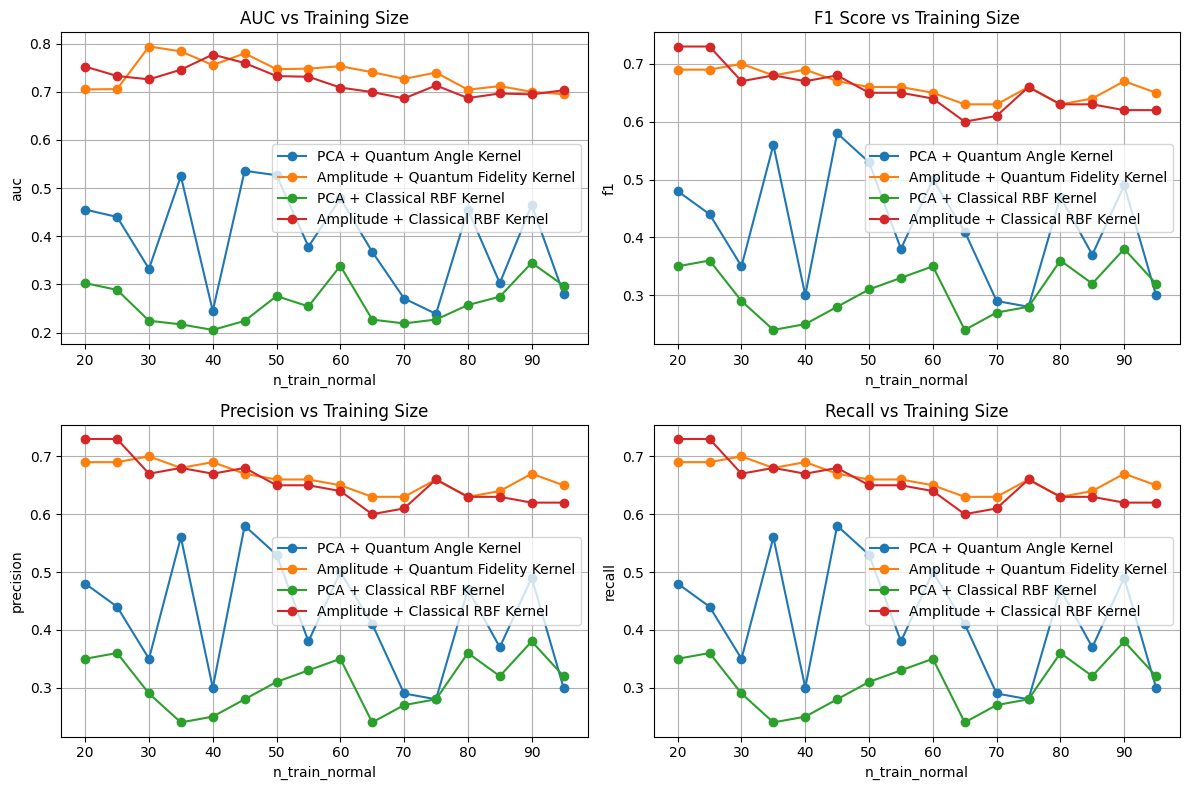 AUC vs Training Size
0.8
0.7
0.6
0.5
0.4
0.3
0.2
auc
PCA + Quantum Angle Kernel
Amplitude + Quantum Fidelity Kernel
PCA + Classical RBF Kernel
Amplitude + Classical RBF Kernel
20 30 40 50 60 70 80 90
n_train_normal
F1 Score vs Training Size
0.7
0.6
0.5
0.4
0.3
f1
PCA + Quantum Angle Kernel
Amplitude + Quantum Fidelity Kernel
PCA + Classical RBF Kernel
Amplitude + Classical RBF Kernel
20 30 40 50 60 70 80 90
n_train_normal
Precision vs Training Size
0.7
0.6
0.5
0.4
0.3
precision
PCA + Quantum Angle Kernel
Amplitude + Quantum Fidelity Kernel
PCA + Classical RBF Kernel
Amplitude + Classical RBF Kernel
20 30 40 50 60 70 80 90
n_train_normal
Recall vs Training Size
0.7
0.6
0.5
0.4
0.3
recall
PCA + Quantum Angle Kernel
Amplitude + Quantum Fidelity Kernel
PCA + Classical RBF Kernel
Amplitude + Classical RBF Kernel
20 30 40 50 60 70 80 90
n_train_normal